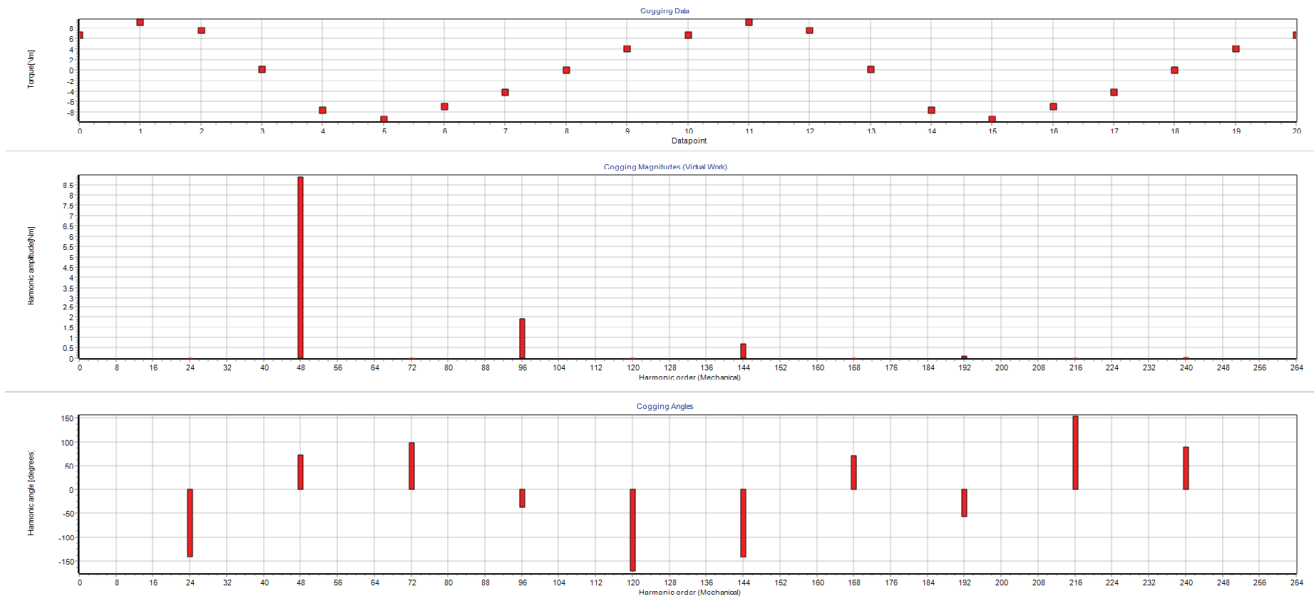 Cogging Data
Torque[Nm]
8
6
4
2
0
-2
-4
-6
-8
0 1 2 3 4 5 6 7 8 9 10 11 12 13 14 15 16 17 18 19 20
Datapoint
Cogging Magnitudes (Virtual Work)
Harmonic amplitude[Nm]
8.5
8
7.5
7
6.5
6
5.5
5
4.5
4
3.5
3
2.5
2
1.5
1
0.5
0
0 8 16 24 32 40 48 56 64 72 80 88 96 104 112 120 128 136 144 152 160 168 176 184 192 200 208 216 224 232 240 248 256 264
Harmonic order (Mechanical)
Cogging Angles
Harmonic angle [degrees]
150
100
50
0
-50
-100
-150
0 8 16 24 32 40 48 56 64 72 80 88 96 104 112 120 128 136 144 152 160 168 176 184 192 200 208 216 224 232 240 248 256 264
Harmonic order (Mechanical)